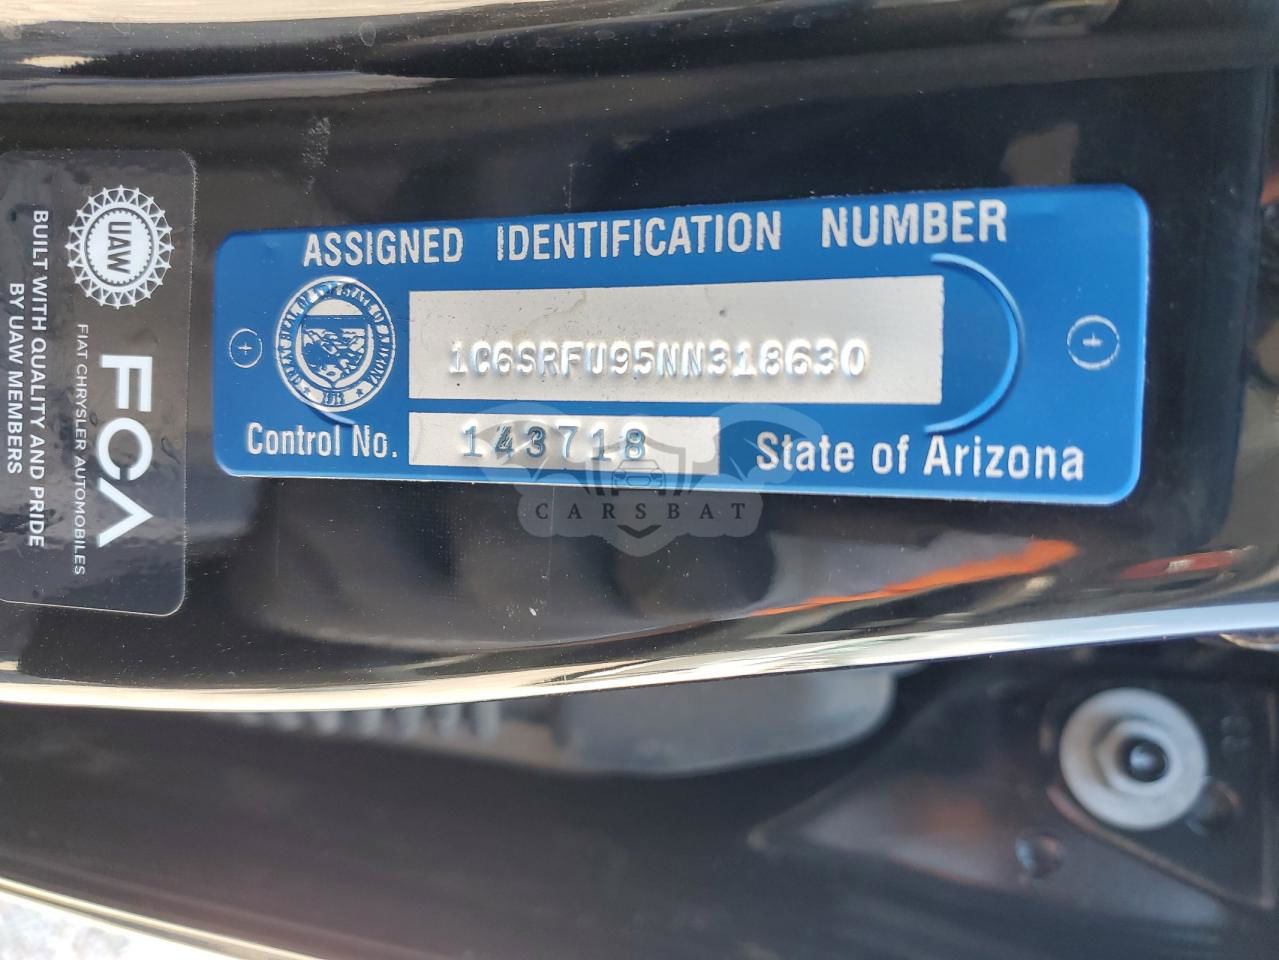 ASSIGNED IDENTIFICATION NUMBER
1C6SRFU95NN318630
Control No. 143718 State of Arizona
1912
CARSBAT
UAW
BUILT WITH QUALITY AND PRIDE
BY UAW MEMBERS
FCA
FIAT CHRYSLER AUTOMOBILES